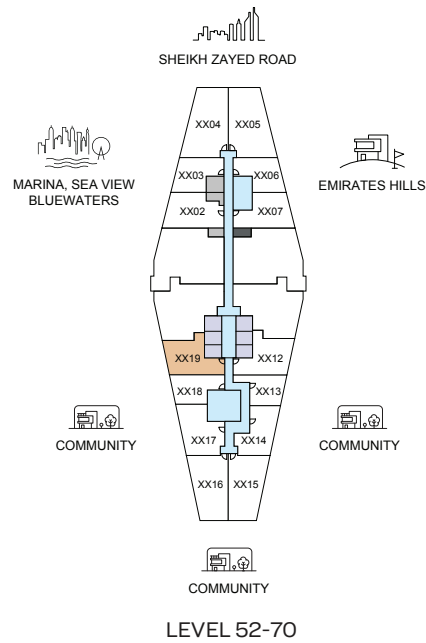 SHEIKH ZAYED ROAD
XX04 XX05
MARINA, SEA VIEW
BLUEWATERS
EMIRATES HILLS
XX03 XX06
XX02 XX07
XX19 XX12
XX18 XX13
COMMUNITY
COMMUNITY
XX17 XX14
XX16 XX15
COMMUNITY
LEVEL 52-70